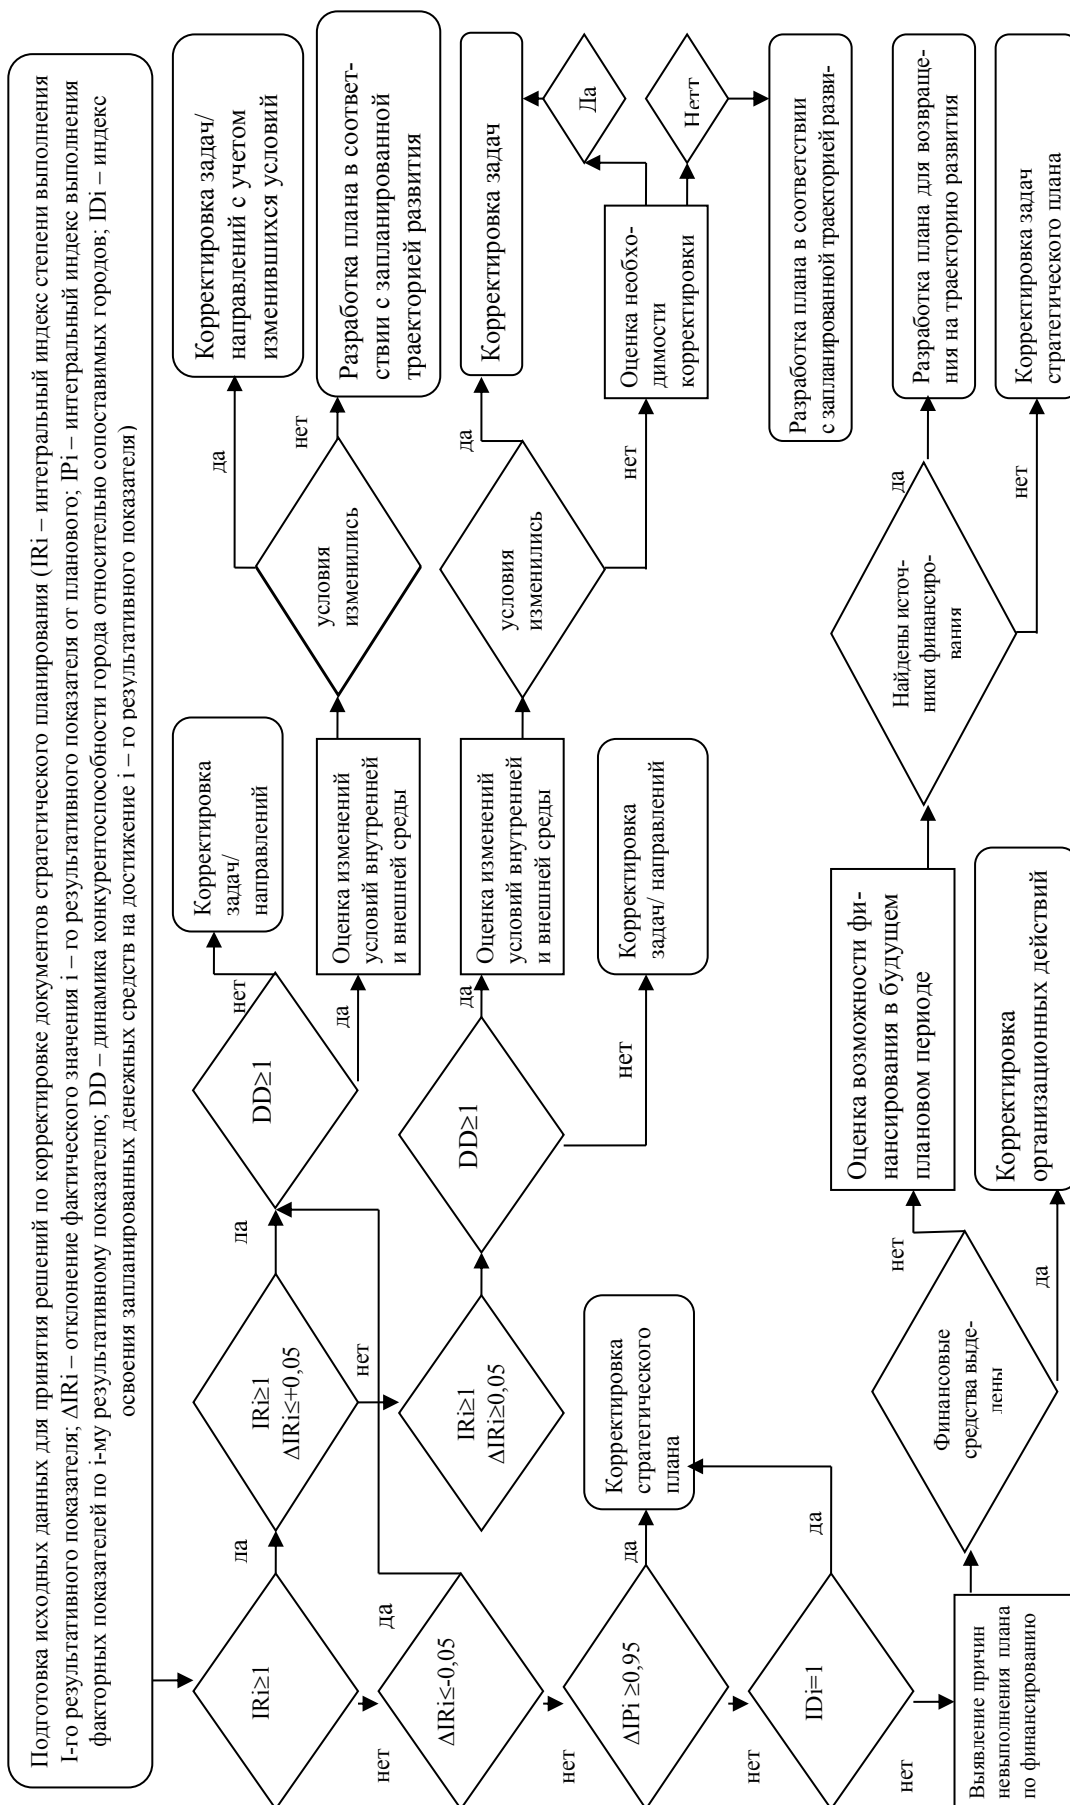 Подготовка исходных данных для принятия решений по корректировке документов стратегического планирования (IRi – интегральный индекс степени выполнения
I-го результативного показателя; ΔIRi – отклонение фактического значения i – го результативного показателя от планового; IPi – интегральный индекс выполнения
факторных показателей по i-му результативному показателю; DD – динамика конкурентоспособности города относительно сопоставимых городов; IDi – индекс
освоения запланированных денежных средств на достижение i – го результативного показателя)
IRi≥1
да
нет
IRi≥1
ΔIRi≤+0,05
да
нет
DD≥1
нет
да
Корректировка
задач/
направлений
Оценка изменений
условий внутренней
и внешней среды
условия
изменились
да
нет
Корректировка задач/
направлений с учетом
изменившихся условий
Разработка плана в соответ-
ствии с запланированной
траекторией развития
ΔIRi≤-0,05
да
нет
IRi≥1
ΔIRi≥0,05
DD≥1
да
нет
Оценка изменений
условий внутренней
и внешней среды
Корректировка
задач/ направлений
условия
изменились
да
нет
Корректировка задач
Оценка необхо-
димости
корректировки
Да
Нетт
Разработка плана в соответствии
с запланированной траекторией разви-
ΔIPi ≥0,95
да
нет
Корректировка
стратегического
плана
IDi=1
да
нет
Выявление причин
невыполнения плана
по финансированию
Финансовые
средства выде-
лены
нет
да
Оценка возможности фи-
нансирования в будущем
плановом периоде
Корректировка
организационных действий
Найдены источ-
ники финансиро-
вания
да
нет
Разработка плана для возвраще-
ния на траекторию развития
Корректировка задач
стратегического плана